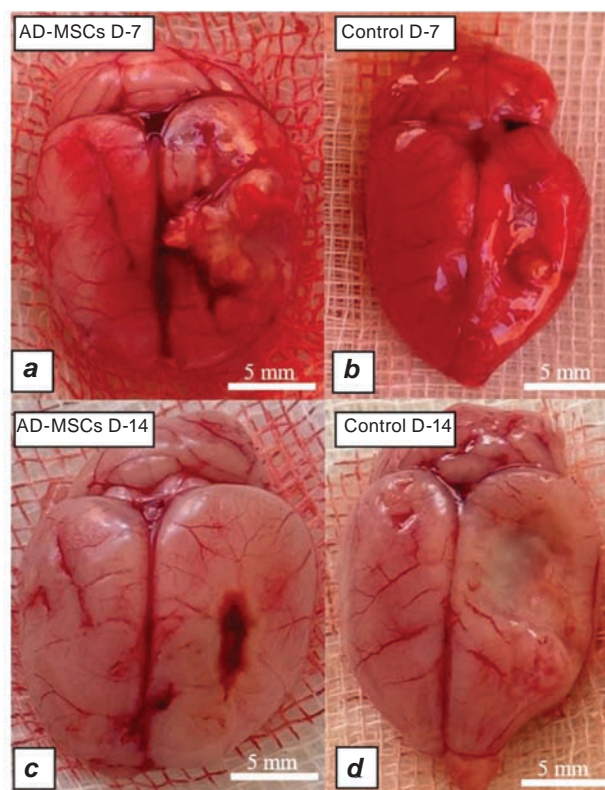 AD-MSCs D-7
Control D-7
5 mm
5 mm
a
b
AD-MSCs D-14
Control D-14
5 mm
5 mm
c
d